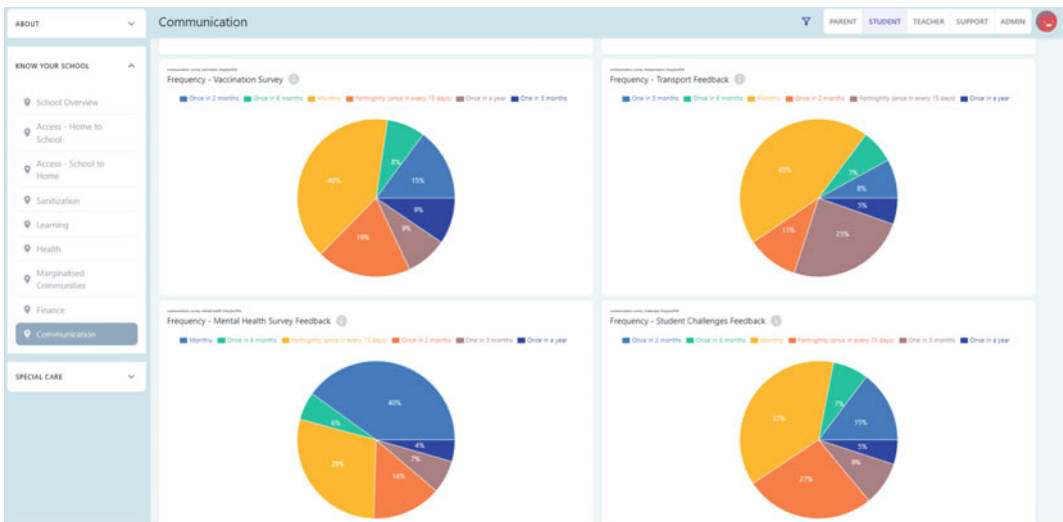 ABOUT
Communication
PARENT STUDENT TEACHER SUPPORT ADMIN
KNOW YOUR SCHOOL
School Overview
Access - Home to
School
Access - School to
Home
Sanitization
Learning
Health
Marginalised
Communities
Finance
Communication
SPECIAL CARE
Frequency - Vaccination Survey
Once in 2 months Once in 6 months Monthly Fortnightly (once in every 15 days) Once in a year One in 3 months
40%
8%
15%
9%
9%
19%
Frequency - Transport Feedback
One in 3 months Once in 6 months Monthly Once in 2 months Fortnightly (once in every 15 days) Once in a year
45%
7%
8%
5%
25%
11%
Frequency - Mental Health Survey Feedback
Monthly Once in 6 months Fortnightly (once in every 15 days) Once in 2 months One in 3 months Once in a year
40%
6%
4%
7%
29%
14%
Frequency - Student Challenges Feedback
Once in 2 months Once in 6 months Monthly Fortnightly (once in every 15 days) One in 3 months Once in a year
37%
7%
15%
5%
9%
27%